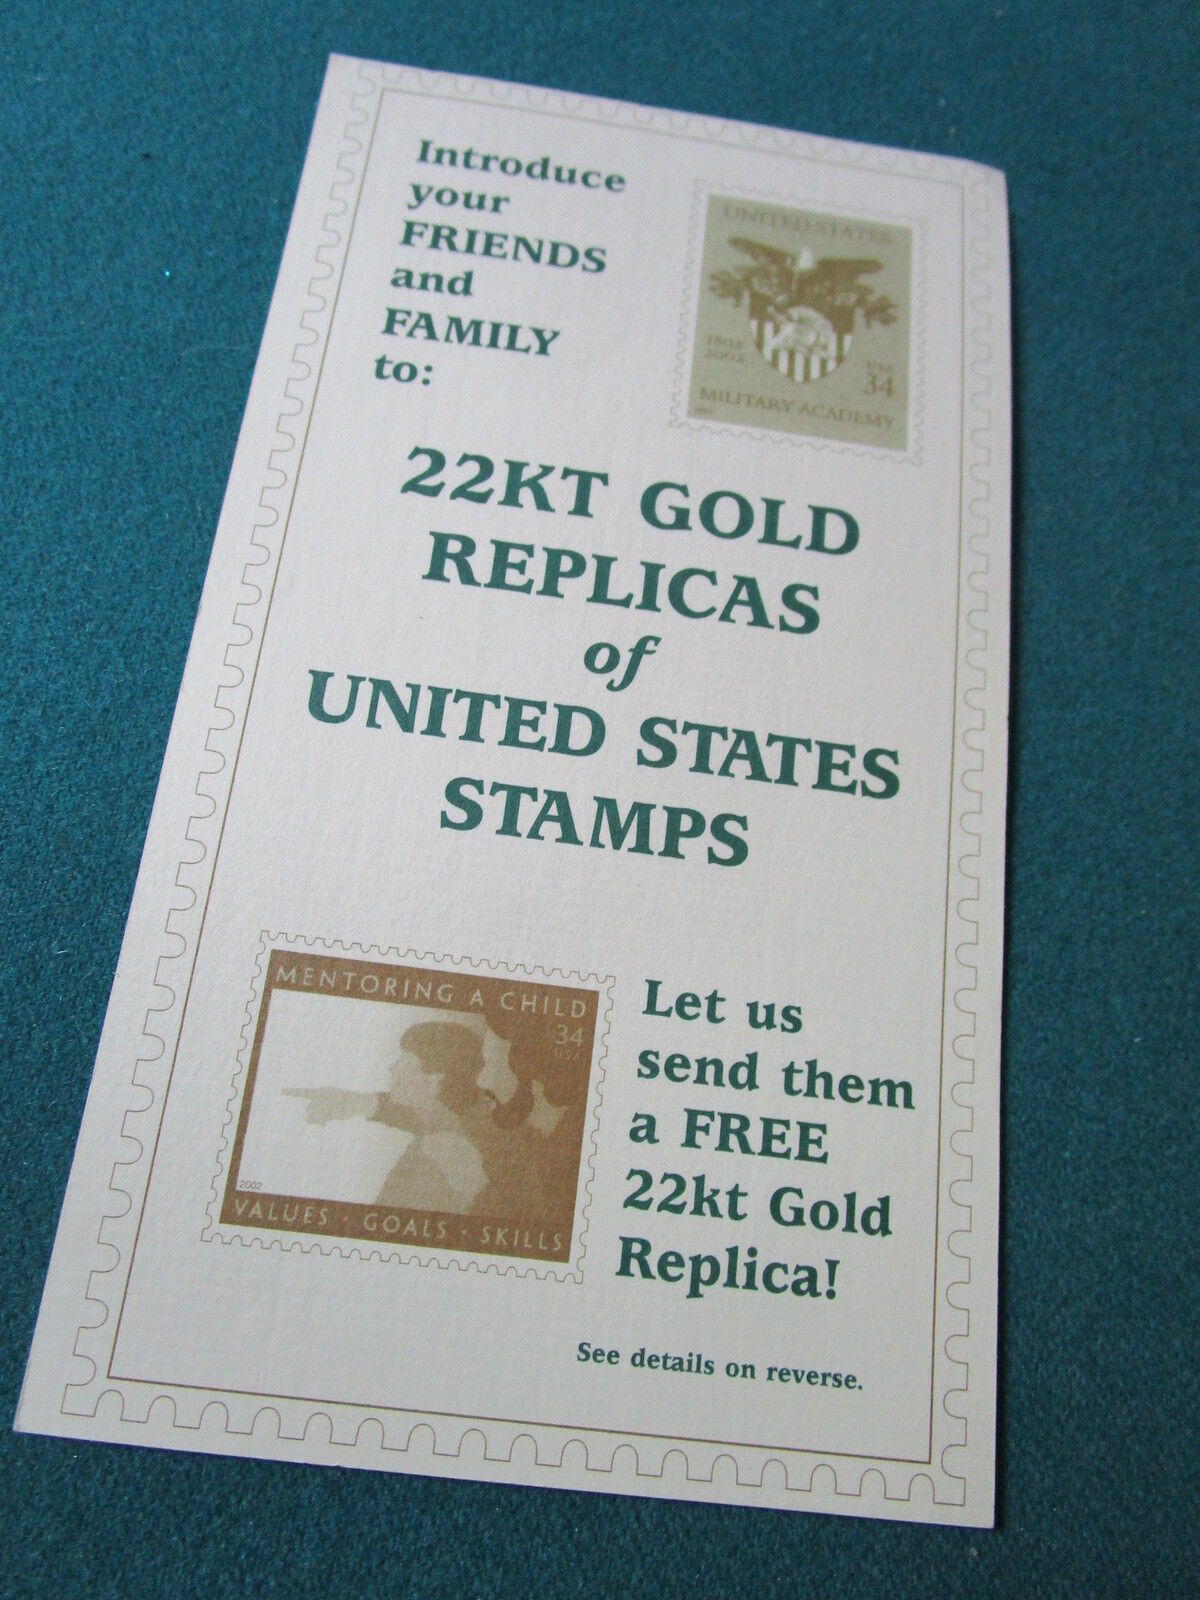 Introduce
your
FRIENDS
and
FAMILY
to:
UNITED STATES
1802
2002
USA
34
MILITARY ACADEMY
22KT GOLD
REPLICAS
of
UNITED STATES
STAMPS
MENTORING A CHILD
34
USA
2002
VALUES · GOALS · SKILLS
Let us
send them
a FREE
22kt Gold
Replica!
See details on reverse.